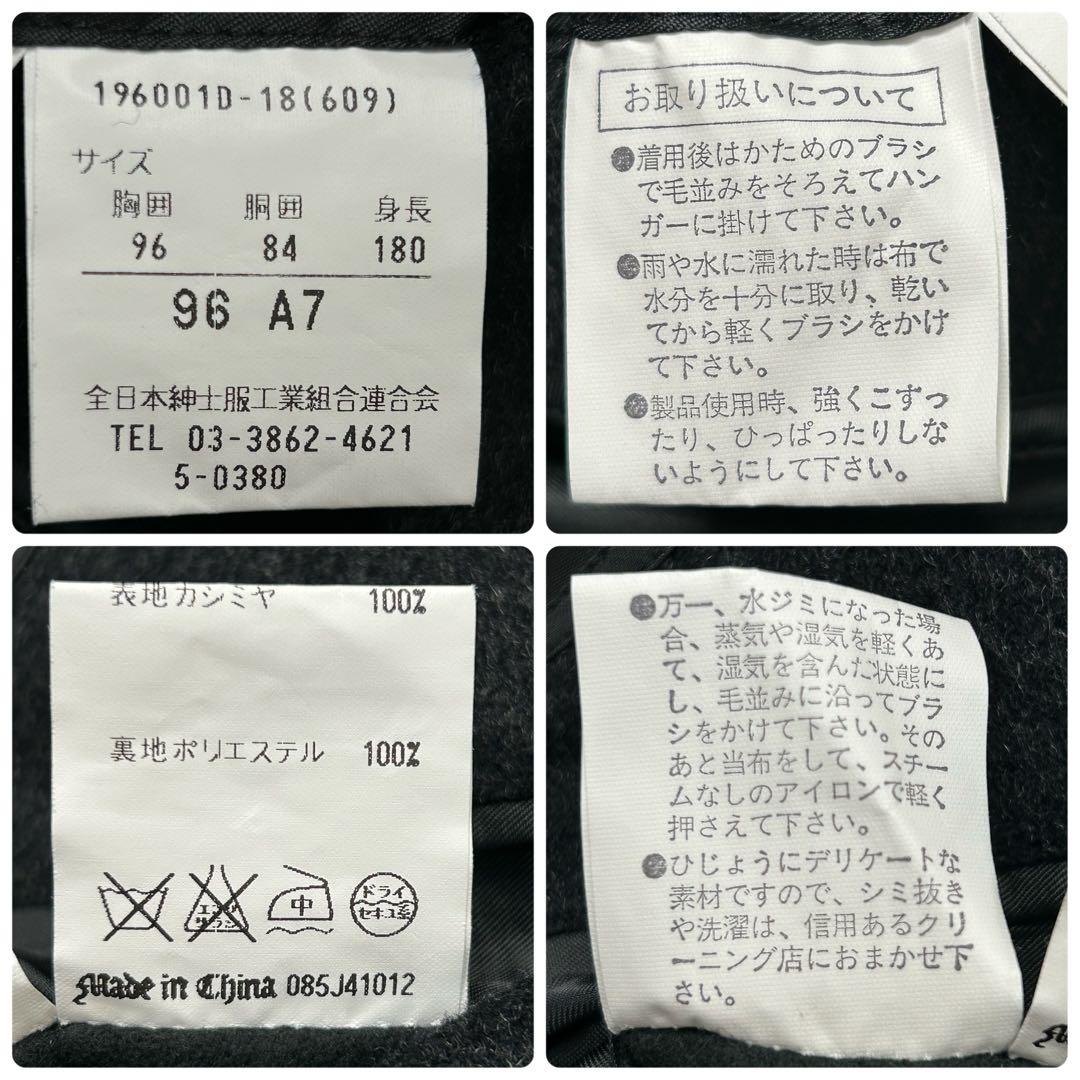 196001D-18(609)
サイズ
胸囲 胴囲 身長
96 84 180
96 A7
全日本紳士服工業組合連合会
TEL 03-3862-4621
5-0380
お取り扱いについて
●着用後はかためのブラシ
で毛並みをそろえてハン
ガーに掛けて下さい。
●雨や水に濡れた時は布で
水分を十分に取り、乾い
てから軽くブラシをかけ
て下さい。
●製品使用時、強くこすっ
たり、ひっぱったりしな
いようにして下さい。
表地カシミヤ 100%
裏地ポリエステル 100%
エンソ
サラシ
中
ドライ
セキユ系
Made in China 085J41012
●万一、水ジミになった場
合、蒸気や湿気を軽くあ
て、湿気を含んだ状態に
し、毛並みに沿ってブラ
シをかけて下さい。その
あと当布をして、スチー
ムなしのアイロンで軽く
押さえて下さい。
●ひじょうにデリケートな
素材ですので、シミ抜き
や洗濯は、信用あるクリ
ーニング店におまかせ下
さい。